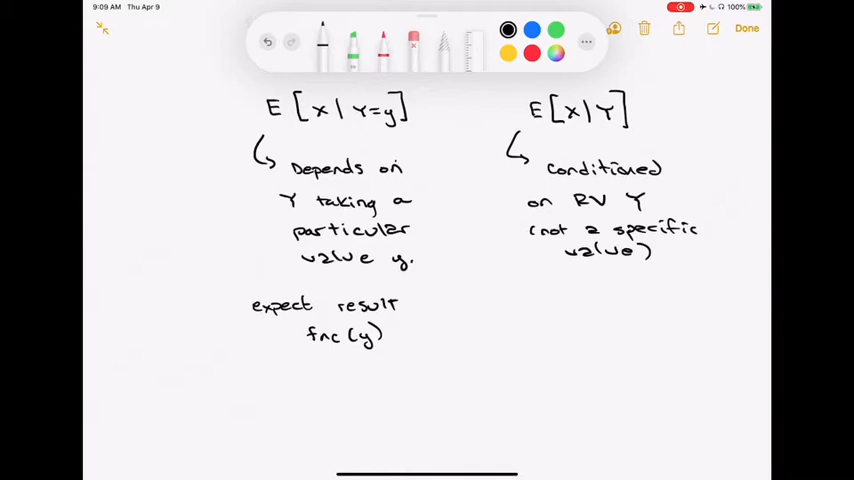 9:09 AM Thu Apr 9
100%
Done
E [x | Y=y]
Depends on
Y taking a
particular
value y.
expect result
fnc(y)
E[x|Y]
conditioned
on RV Y
(not a specific
value)